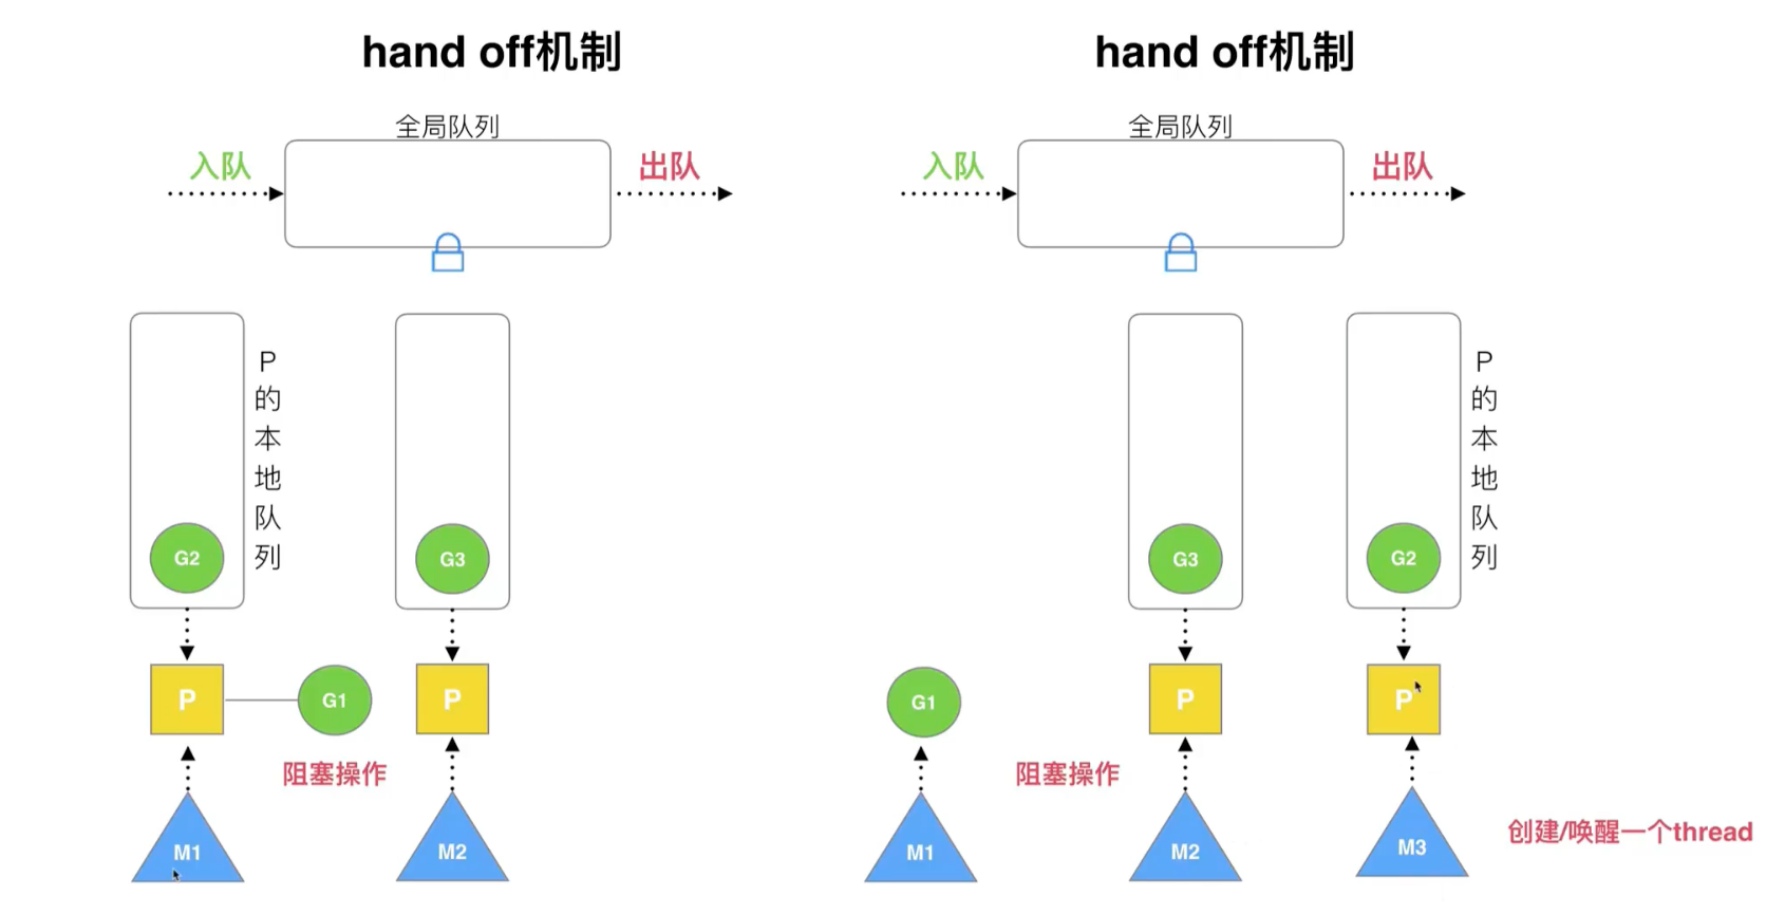 hand off机制
全局队列
入队
出队
P的本地队列
G2
G3
P
G1
P
阻塞操作
M1
M2
hand off机制
全局队列
入队
出队
P的本地队列
G3
G2
G1
P
P
阻塞操作
M1
M2
M3
创建/唤醒一个thread